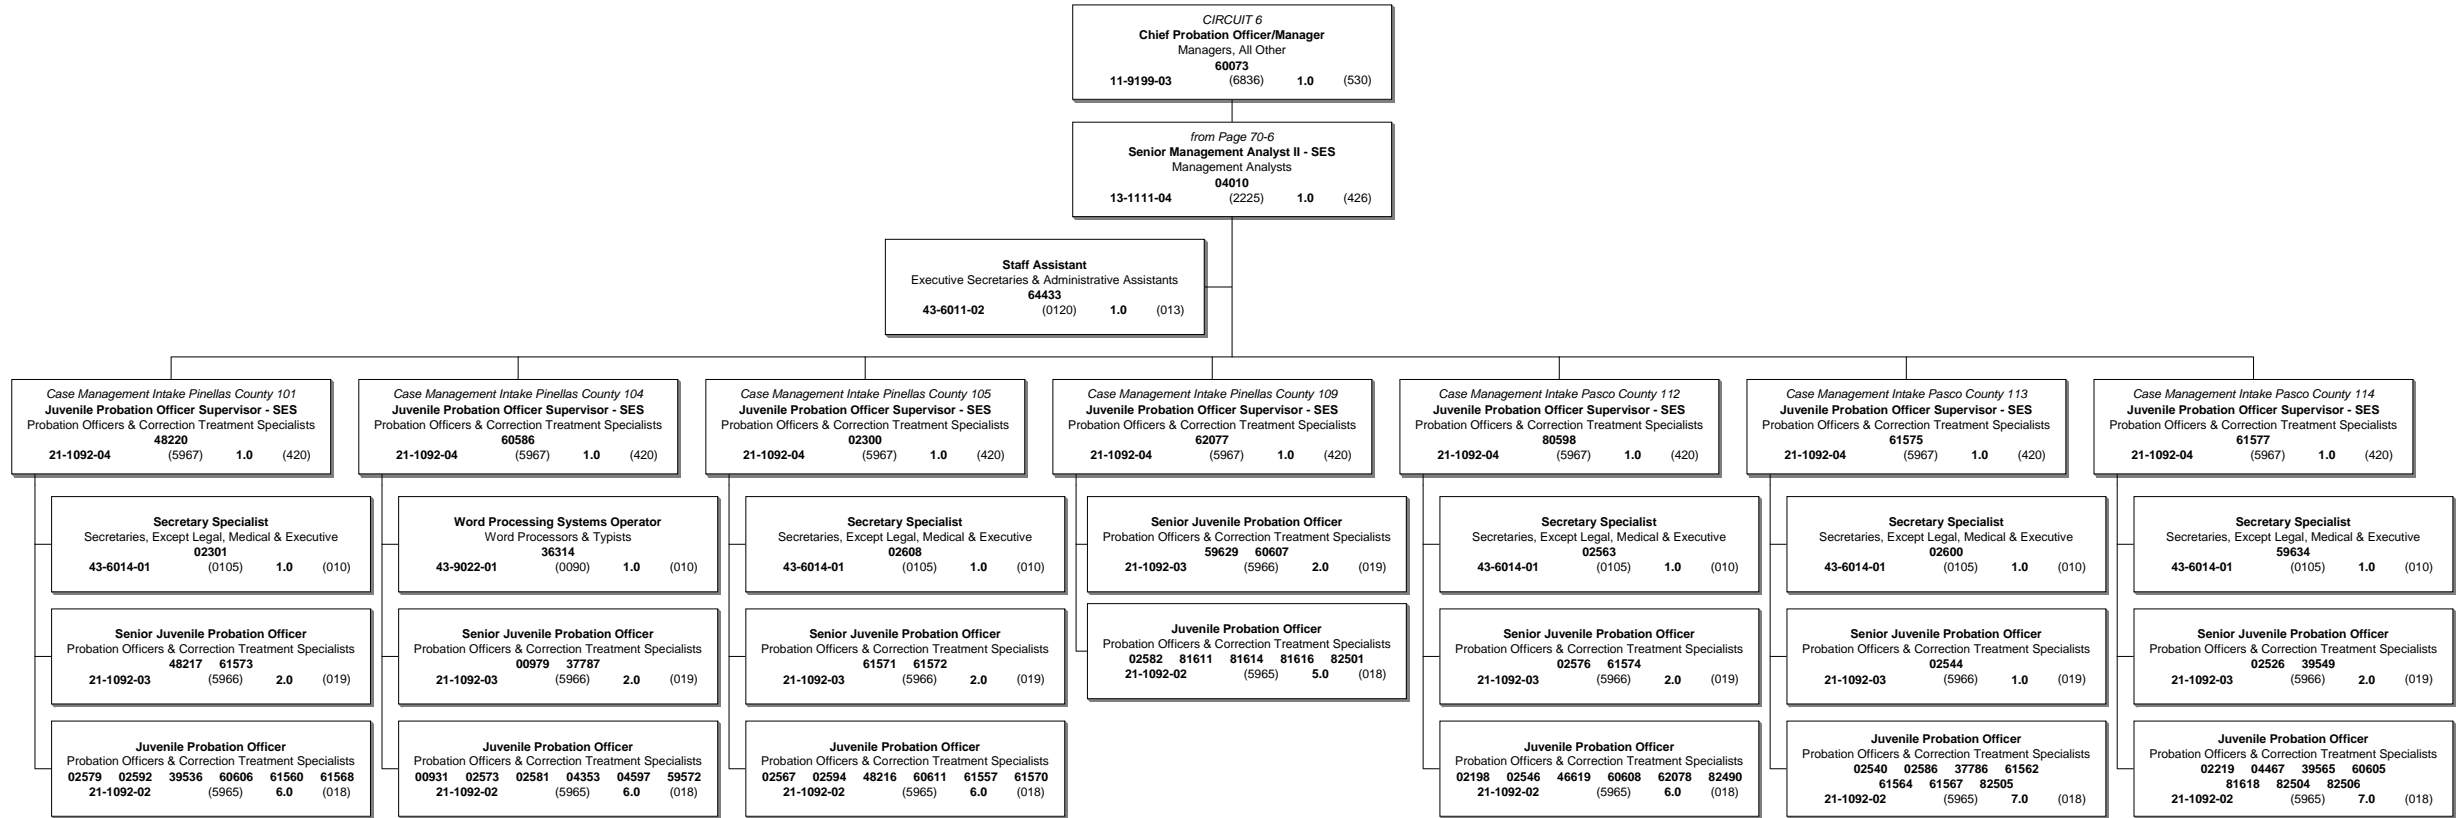 CIRCUIT 6
Chief Probation Officer/Manager
Managers, All Other
60073
11-9199-03 (6836) 1.0 (530)
from Page 70-6
Senior Management Analyst II - SES
Management Analysts
04010
13-1111-04 (2225) 1.0 (426)
Staff Assistant
Executive Secretaries & Administrative Assistants
64433
43-6011-02 (0120) 1.0 (013)
Case Management Intake Pinellas County 101
Juvenile Probation Officer Supervisor - SES
Probation Officers & Correction Treatment Specialists
48220
21-1092-04 (5967) 1.0 (420)
Secretary Specialist
Secretaries, Except Legal, Medical & Executive
02301
43-6014-01 (0105) 1.0 (010)
Senior Juvenile Probation Officer
Probation Officers & Correction Treatment Specialists
48217 61573
21-1092-03 (5966) 2.0 (019)
Juvenile Probation Officer
Probation Officers & Correction Treatment Specialists
02579 02592 39536 60606 61560 61568
21-1092-02 (5965) 6.0 (018)
Case Management Intake Pinellas County 104
Juvenile Probation Officer Supervisor - SES
Probation Officers & Correction Treatment Specialists
60586
21-1092-04 (5967) 1.0 (420)
Word Processing Systems Operator
Word Processors & Typists
36314
43-9022-01 (0090) 1.0 (010)
Senior Juvenile Probation Officer
Probation Officers & Correction Treatment Specialists
00979 37787
21-1092-03 (5966) 2.0 (019)
Juvenile Probation Officer
Probation Officers & Correction Treatment Specialists
00931 02573 02581 04353 04597 59572
21-1092-02 (5965) 6.0 (018)
Case Management Intake Pinellas County 105
Juvenile Probation Officer Supervisor - SES
Probation Officers & Correction Treatment Specialists
02300
21-1092-04 (5967) 1.0 (420)
Secretary Specialist
Secretaries, Except Legal, Medical & Executive
02608
43-6014-01 (0105) 1.0 (010)
Senior Juvenile Probation Officer
Probation Officers & Correction Treatment Specialists
61571 61572
21-1092-03 (5966) 2.0 (019)
Juvenile Probation Officer
Probation Officers & Correction Treatment Specialists
02567 02594 48216 60611 61557 61570
21-1092-02 (5965) 6.0 (018)
Case Management Intake Pinellas County 109
Juvenile Probation Officer Supervisor - SES
Probation Officers & Correction Treatment Specialists
62077
21-1092-04 (5967) 1.0 (420)
Senior Juvenile Probation Officer
Probation Officers & Correction Treatment Specialists
59629 60607
21-1092-03 (5966) 2.0 (019)
Juvenile Probation Officer
Probation Officers & Correction Treatment Specialists
02582 81611 81614 81616 82501
21-1092-02 (5965) 5.0 (018)
Case Management Intake Pasco County 112
Juvenile Probation Officer Supervisor - SES
Probation Officers & Correction Treatment Specialists
80598
21-1092-04 (5967) 1.0 (420)
Secretary Specialist
Secretaries, Except Legal, Medical & Executive
02563
43-6014-01 (0105) 1.0 (010)
Senior Juvenile Probation Officer
Probation Officers & Correction Treatment Specialists
02576 61574
21-1092-03 (5966) 2.0 (019)
Juvenile Probation Officer
Probation Officers & Correction Treatment Specialists
02198 02546 46619 60608 62078 82490
21-1092-02 (5965) 6.0 (018)
Case Management Intake Pasco County 113
Juvenile Probation Officer Supervisor - SES
Probation Officers & Correction Treatment Specialists
61575
21-1092-04 (5967) 1.0 (420)
Secretary Specialist
Secretaries, Except Legal, Medical & Executive
02600
43-6014-01 (0105) 1.0 (010)
Senior Juvenile Probation Officer
Probation Officers & Correction Treatment Specialists
02544
21-1092-03 (5966) 1.0 (019)
Juvenile Probation Officer
Probation Officers & Correction Treatment Specialists
02540 02586 37786 61562
61564 61567 82505
21-1092-02 (5965) 7.0 (018)
Case Management Intake Pasco County 114
Juvenile Probation Officer Supervisor - SES
Probation Officers & Correction Treatment Specialists
61577
21-1092-04 (5967) 1.0 (420)
Secretary Specialist
Secretaries, Except Legal, Medical & Executive
59634
43-6014-01 (0105) 1.0 (010)
Senior Juvenile Probation Officer
Probation Officers & Correction Treatment Specialists
02526 39549
21-1092-03 (5966) 2.0 (019)
Juvenile Probation Officer
Probation Officers & Correction Treatment Specialists
02219 04467 39565 60605
81618 82504 82506
21-1092-02 (5965) 7.0 (018)